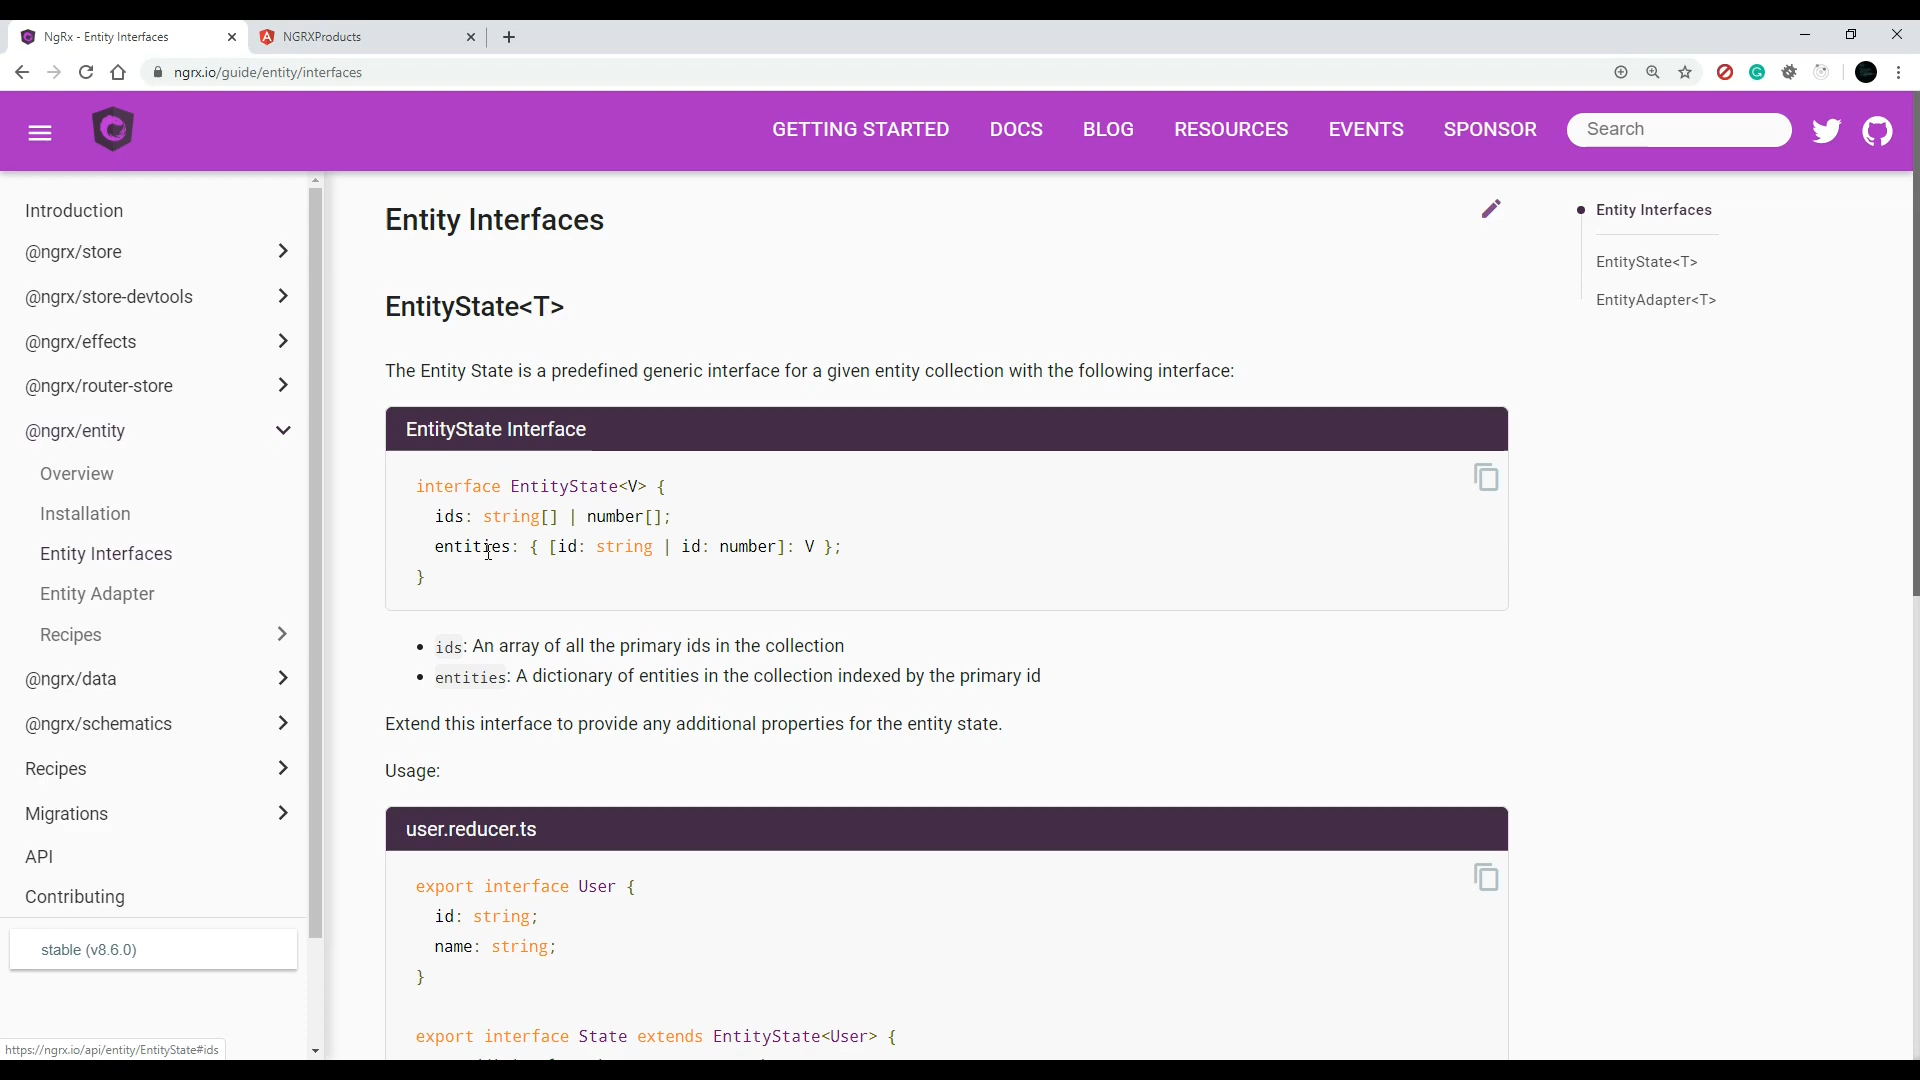 NgRx - Entity Interfaces
NGRXProducts
ngrx.io/guide/entity/interfaces
GETTING STARTED
DOCS
BLOG
RESOURCES
EVENTS
SPONSOR
Search
Introduction
@ngrx/store
@ngrx/store-devtools
@ngrx/effects
@ngrx/router-store
@ngrx/entity
Overview
Installation
Entity Interfaces
Entity Adapter
Recipes
@ngrx/data
@ngrx/schematics
Recipes
Migrations
API
Contributing
stable (v8.6.0)
https://ngrx.io/api/entity/EntityState#ids
Entity Interfaces
EntityState<T>
The Entity State is a predefined generic interface for a given entity collection with the following interface:
EntityState Interface
interface EntityState<V> {
ids: string[] | number[];
entities: { [id: string | id: number]: V };
}
ids: An array of all the primary ids in the collection
entities: A dictionary of entities in the collection indexed by the primary id
Extend this interface to provide any additional properties for the entity state.
Usage:
user.reducer.ts
export interface User {
id: string;
name: string;
}
export interface State extends EntityState<User> {
Entity Interfaces
EntityState<T>
EntityAdapter<T>